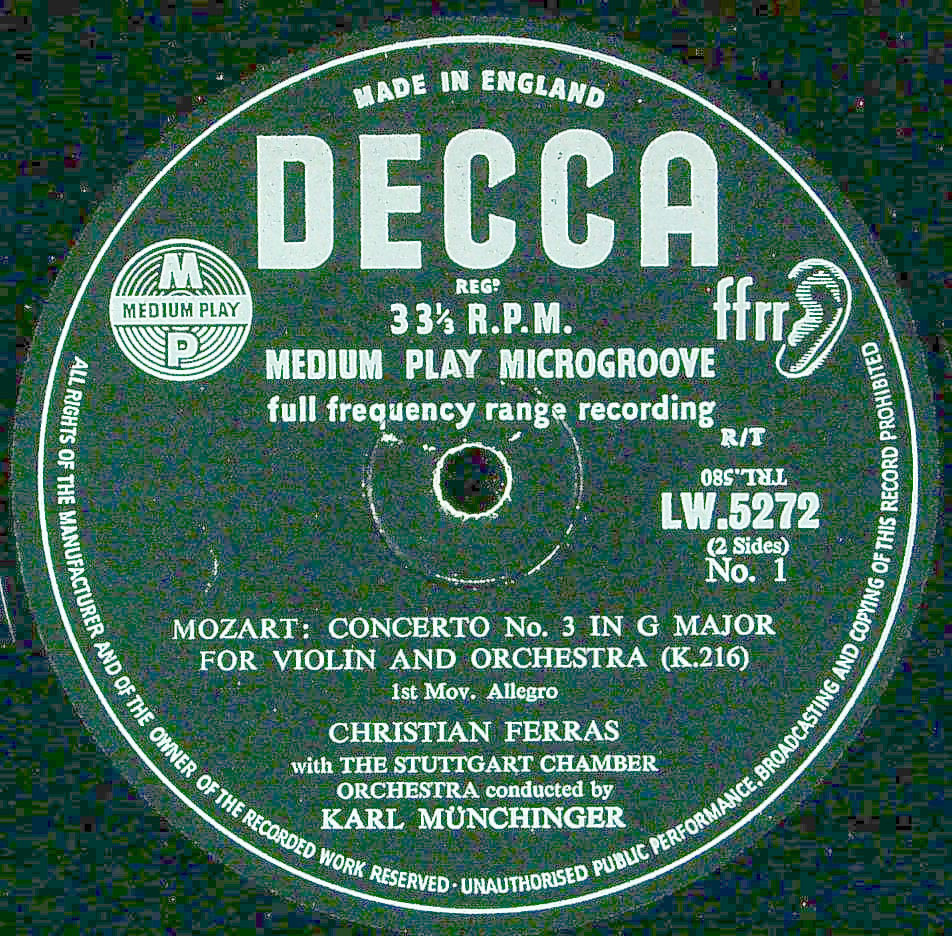 MADE IN ENGLAND
DECCA
REGD
33⅓ R.P.M.
M
MEDIUM PLAY
P
ffrr
MEDIUM PLAY MICROGROOVE
full frequency range recording
R/T
TRL.580
LW.5272
(2 Sides)
No. 1
MOZART: CONCERTO No. 3 IN G MAJOR
FOR VIOLIN AND ORCHESTRA (K.216)
1st Mov. Allegro
CHRISTIAN FERRAS
with THE STUTTGART CHAMBER
ORCHESTRA conducted by
KARL MÜNCHINGER
ALL RIGHTS OF THE MANUFACTURER AND OF THE OWNER OF THE RECORDED WORK RESERVED · UNAUTHORISED PUBLIC PERFORMANCE, BROADCASTING AND COPYING OF THIS RECORD PROHIBITED